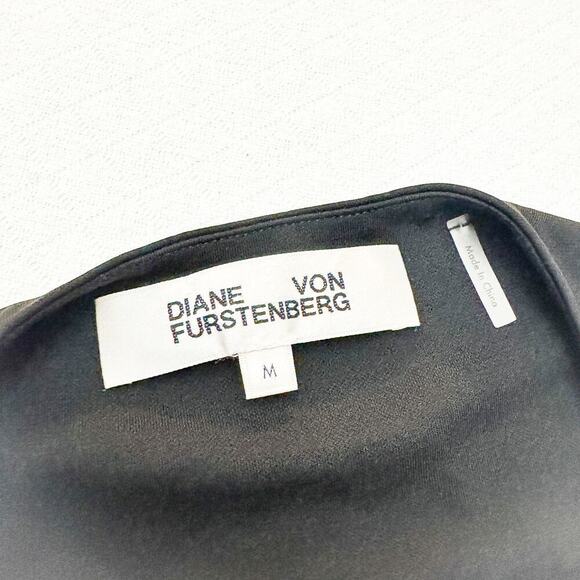 DIANE VON
FURSTENBERG
M
Made In China